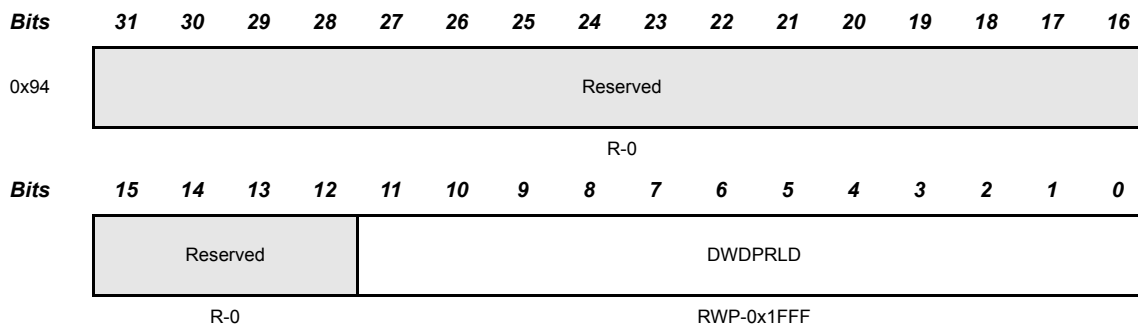 Bits 31 30 29 28 27 26 25 24 23 22 21 20 19 18 17 16
0x94 Reserved
R-0
Bits 15 14 13 12 11 10 9 8 7 6 5 4 3 2 1 0
Reserved DWDPRLD
R-0 RWP-0x1FFF